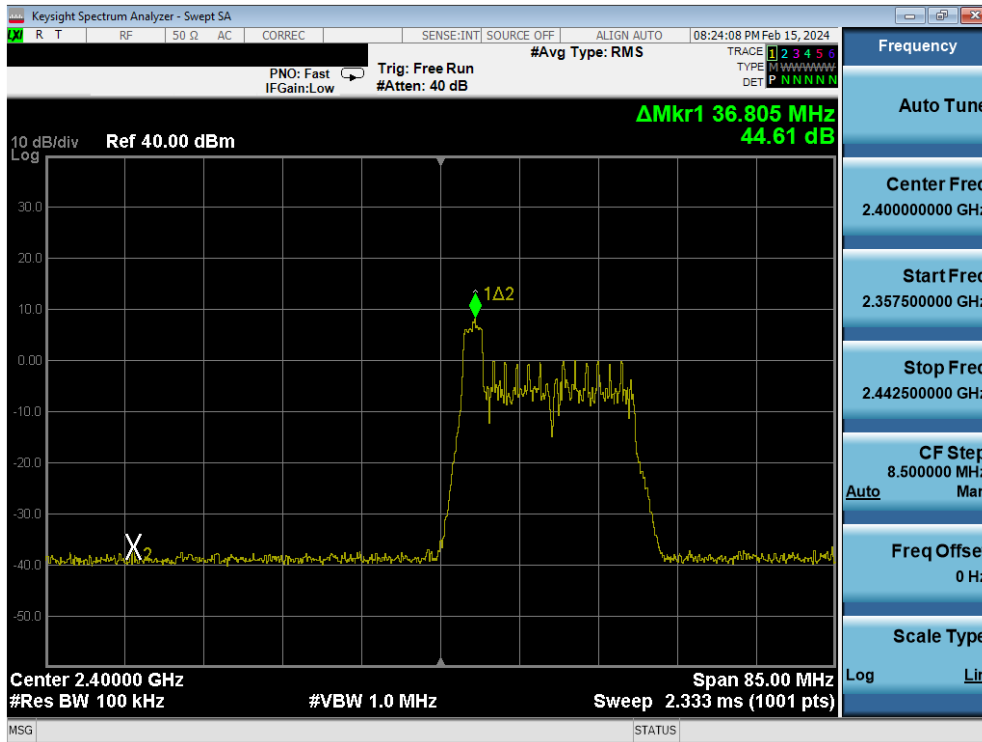 Keysight Spectrum Analyzer - Swept SA
LXI R T RF 50 Ω AC CORREC SENSE:INT SOURCE OFF ALIGN AUTO 08:24:08 PM Feb 15, 2024
PNO: Fast
IFGain:Low
Trig: Free Run
#Atten: 40 dB
#Avg Type: RMS
TRACE 1 2 3 4 5 6
TYPE M W W W W W
DET P N N N N N
ΔMkr1 36.805 MHz
44.61 dB
10 dB/div Ref 40.00 dBm
Log
30.0
20.0
10.0
0.00
-10.0
-20.0
-30.0
-40.0
-50.0
1Δ2
X2
Center 2.40000 GHz Span 85.00 MHz
#Res BW 100 kHz #VBW 1.0 MHz Sweep 2.333 ms (1001 pts)
MSG STATUS
Frequency
Auto Tune
Center Freq
2.400000000 GHz
Start Freq
2.357500000 GHz
Stop Freq
2.442500000 GHz
CF Step
8.500000 MHz
Auto Man
Freq Offset
0 Hz
Scale Type
Log Lin